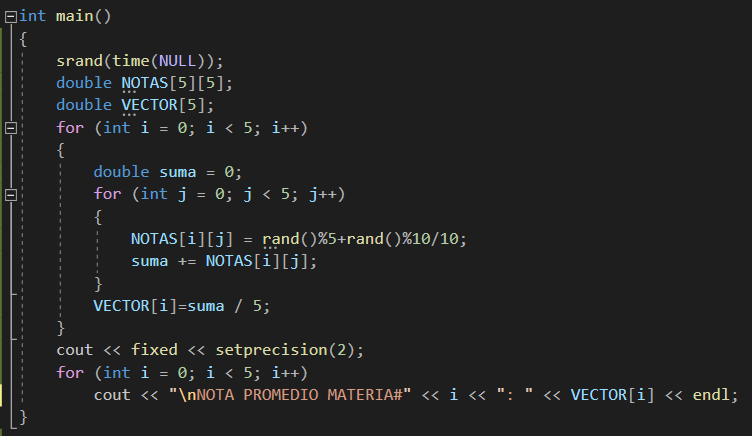 int main()
{
    srand(time(NULL));
    double NOTAS[5][5];
    double VECTOR[5];
    for (int i = 0; i < 5; i++)
    {
        double suma = 0;
        for (int j = 0; j < 5; j++)
        {
            NOTAS[i][j] = rand()%5+rand()%10/10;
            suma += NOTAS[i][j];
        }
        VECTOR[i]=suma / 5;
    }
    cout << fixed << setprecision(2);
    for (int i = 0; i < 5; i++)
        cout << "\nNOTA PROMEDIO MATERIA#" << i << ": " << VECTOR[i] << endl;
}